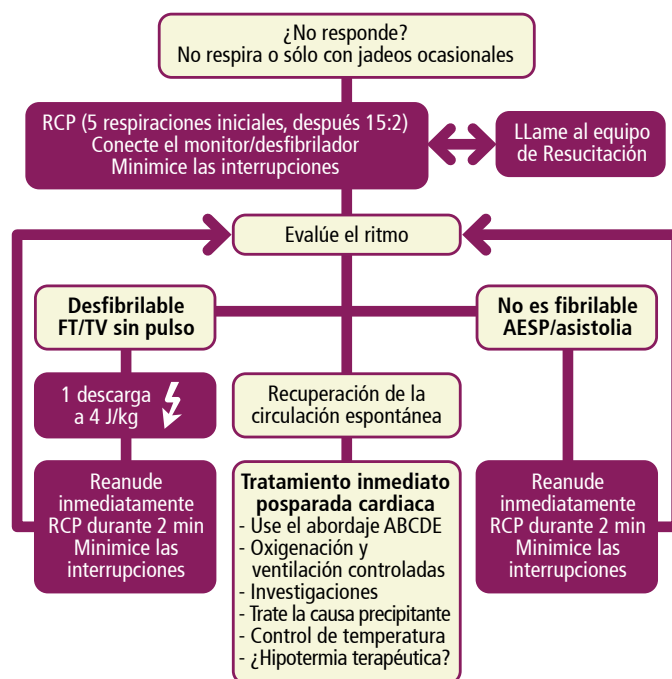 ¿No responde?
No respira o sólo con jadeos ocasionales
RCP (5 respiraciones iniciales, después 15:2)
Conecte el monitor/desfibrilador
Minimice las interrupciones
LLame al equipo
de Resucitación
Evalúe el ritmo
Desfibrilable
FT/TV sin pulso
No es fibrilable
AESP/asistolia
1 descarga
a 4 J/kg
Recuperación de la
circulación espontánea
Reanude
inmediatamente
RCP durante 2 min
Minimice las
interrupciones
Tratamiento inmediato
posparada cardiaca
- Use el abordaje ABCDE
- Oxigenación y
ventilación controladas
- Investigaciones
- Trate la causa precipitante
- Control de temperatura
- ¿Hipotermia terapéutica?
Reanude
inmediatamente
RCP durante 2 min
Minimice las
interrupciones